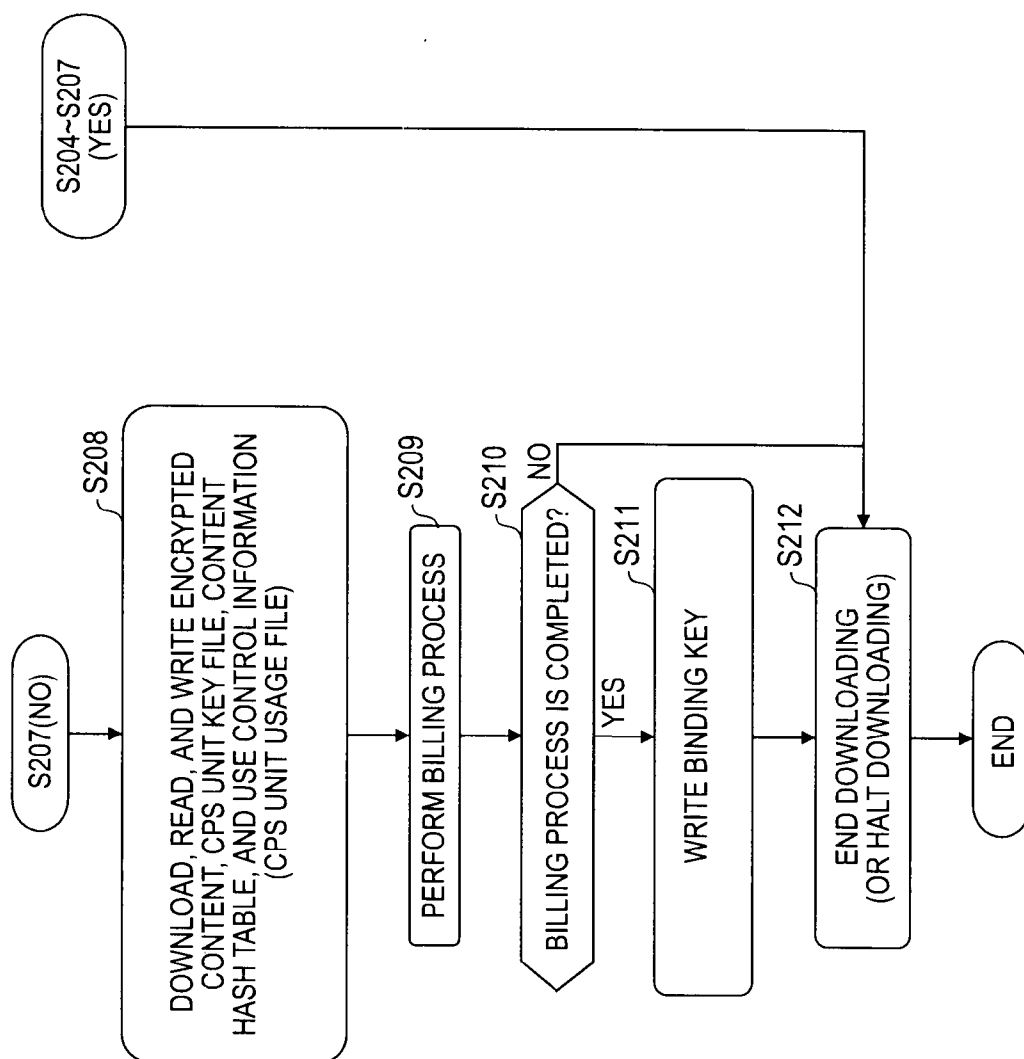 S207(NO)
S204~S207
(YES)
S208
DOWNLOAD, READ, AND WRITE ENCRYPTED
CONTENT, CPS UNIT KEY FILE, CONTENT
HASH TABLE, AND USE CONTROL INFORMATION
(CPS UNIT USAGE FILE)
S209
PERFORM BILLING PROCESS
S210
BILLING PROCESS IS COMPLETED?
NO
YES
S211
WRITE BINDING KEY
S212
END DOWNLOADING
(OR HALT DOWNLOADING)
END